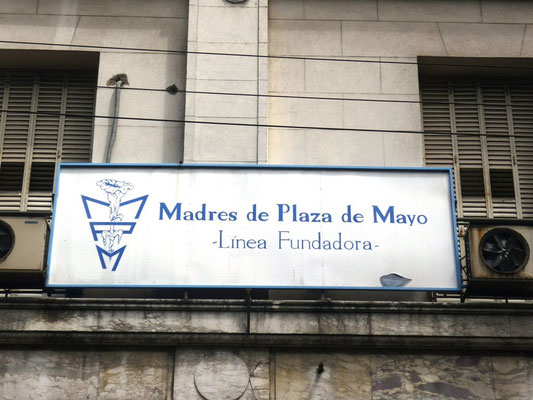 Madres de Plaza de Mayo
-Línea Fundadora-